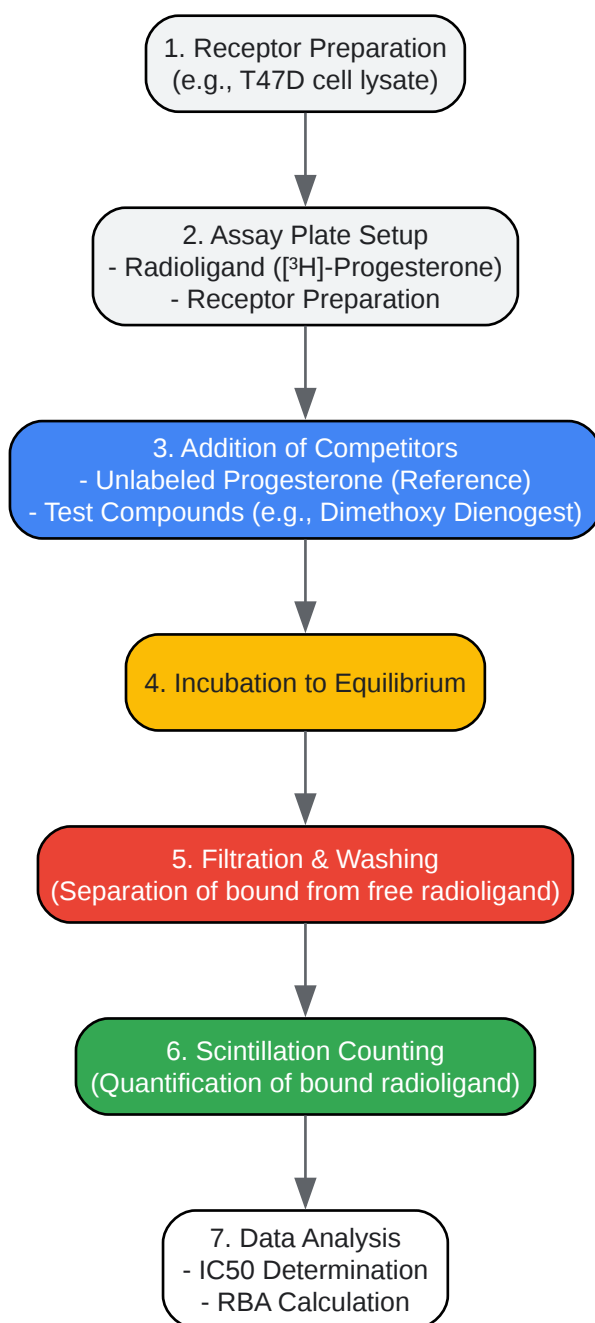 1. Receptor Preparation
(e.g., T47D cell lysate)
2. Assay Plate Setup
- Radioligand ([³H]-Progesterone)
- Receptor Preparation
3. Addition of Competitors
- Unlabeled Progesterone (Reference)
- Test Compounds (e.g., Dimethoxy Dienogest)
4. Incubation to Equilibrium
5. Filtration & Washing
(Separation of bound from free radioligand)
6. Scintillation Counting
(Quantification of bound radioligand)
7. Data Analysis
- IC50 Determination
- RBA Calculation